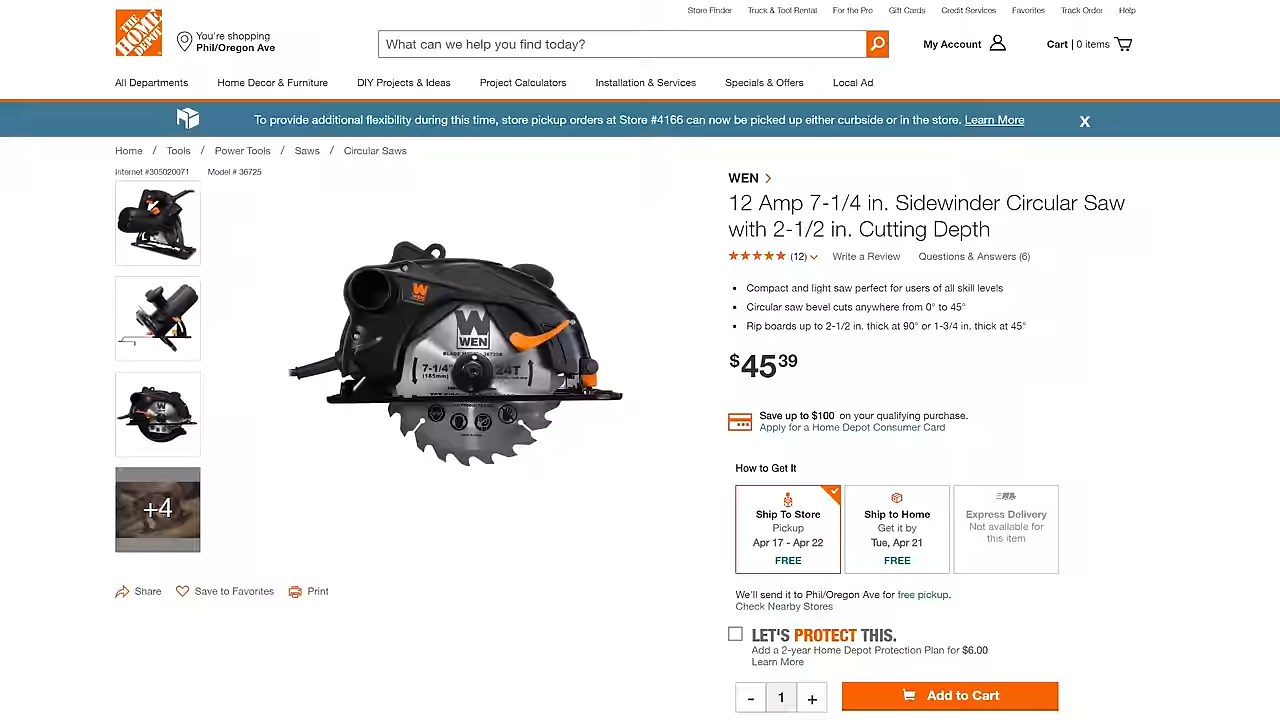 Store Finder
Truck & Tool Rental
For the Pro
Gift Cards
Credit Services
Favorites
Track Order
Help
THE HOME DEPOT
You're shopping
Phil/Oregon Ave
What can we help you find today?
My Account
Cart | 0 items
All Departments
Home Decor & Furniture
DIY Projects & Ideas
Project Calculators
Installation & Services
Specials & Offers
Local Ad
To provide additional flexibility during this time, store pickup orders at Store #4166 can now be picked up either curbside or in the store. Learn More
X
Home / Tools / Power Tools / Saws / Circular Saws
Internet #305020071 Model # 36725
WEN
WEN
7-1/4"
(185mm)
24T
+4
Share
Save to Favorites
Print
WEN
12 Amp 7-1/4 in. Sidewinder Circular Saw
with 2-1/2 in. Cutting Depth
(12)
Write a Review
Questions & Answers (6)
Compact and light saw perfect for users of all skill levels
Circular saw bevel cuts anywhere from 0° to 45°
Rip boards up to 2-1/2 in. thick at 90° or 1-3/4 in. thick at 45°
$45 39
Save up to $100 on your qualifying purchase.
Apply for a Home Depot Consumer Card
How to Get It
Ship To Store
Pickup
Apr 17 - Apr 22
FREE
Ship to Home
Get it by
Tue, Apr 21
FREE
Express Delivery
Not available for
this item
We'll send it to Phil/Oregon Ave for free pickup.
Check Nearby Stores
LET'S PROTECT THIS.
Add a 2-year Home Depot Protection Plan for $6.00
Learn More
- 1 +
Add to Cart